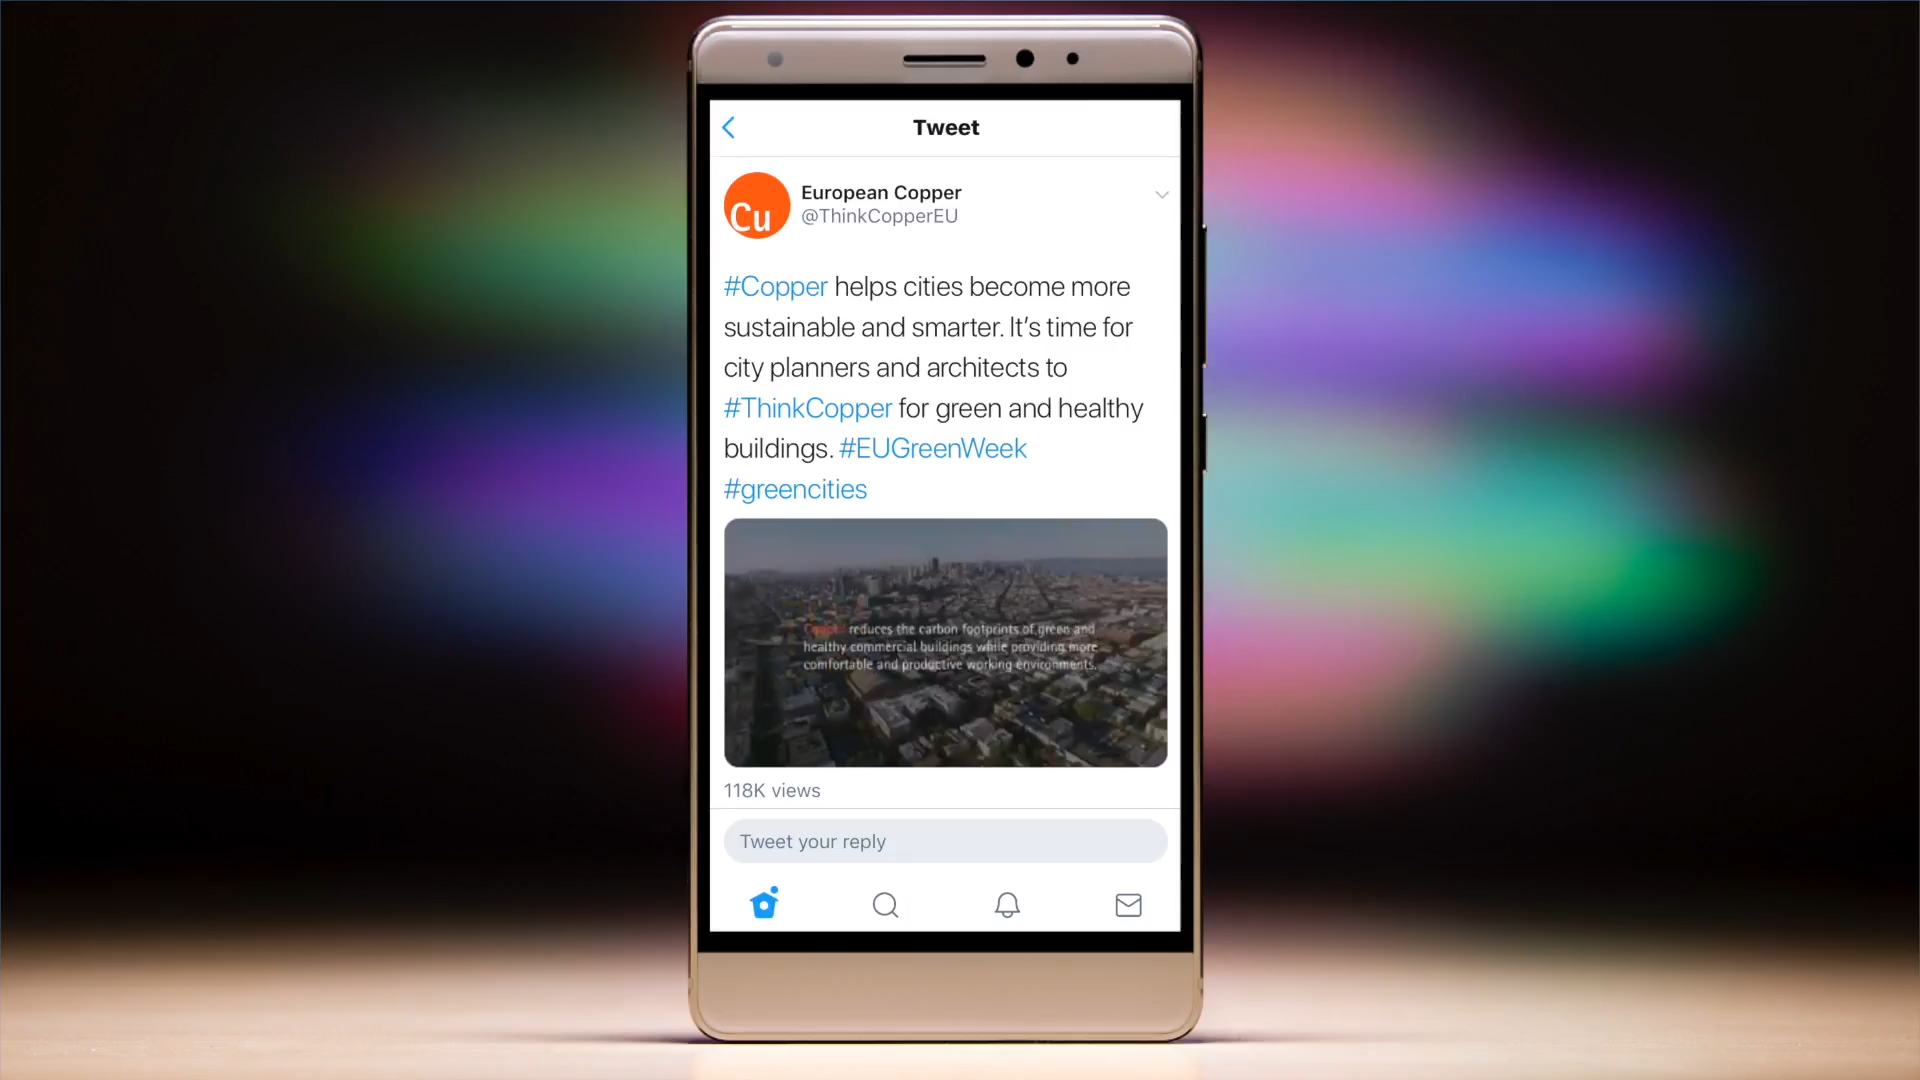 Tweet
Cu
European Copper
@ThinkCopperEU
#Copper helps cities become more
sustainable and smarter. It's time for
city planners and architects to
#ThinkCopper for green and healthy
buildings. #EUGreenWeek
#greencities
Copper reduces the carbon footprints of green and
healthy commercial buildings while providing more
comfortable and productive working environments.
118K views
Tweet your reply